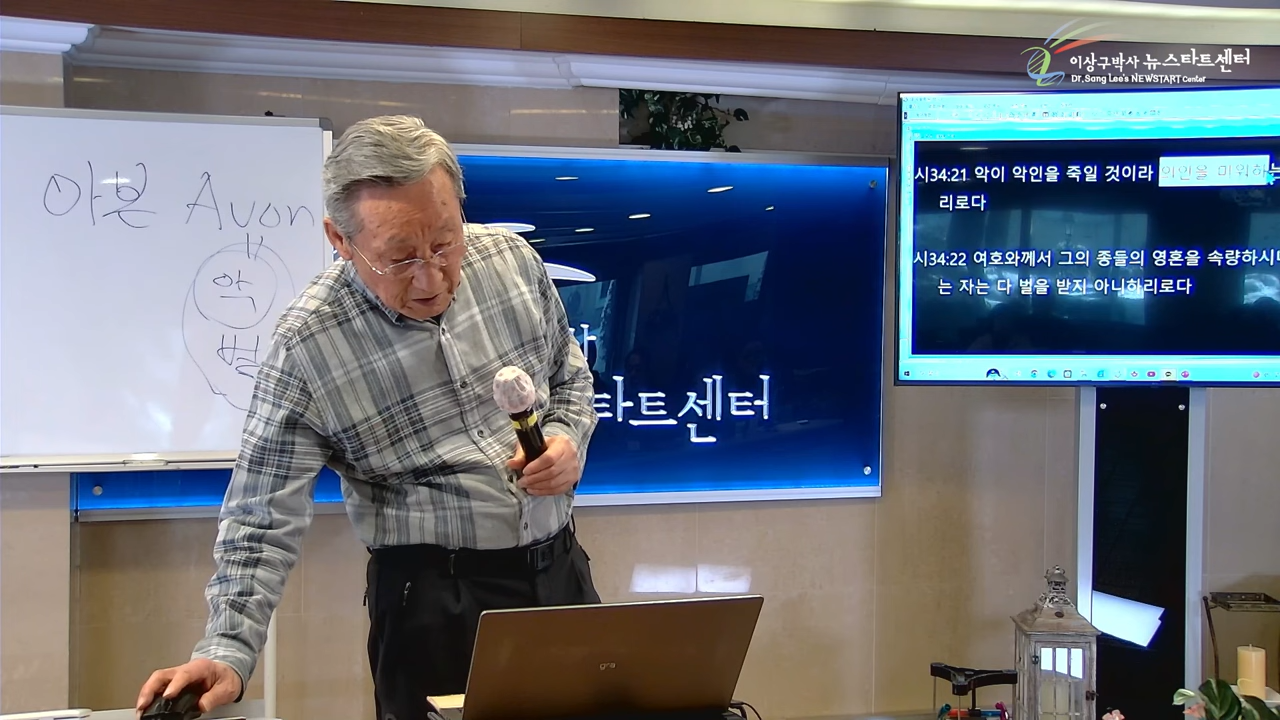 이상구박사 뉴스타트센터
Dr. Sang Lee's NEWSTART Center
아본 Avon
악
벌
타트센터
시34:21 악이 악인을 죽일 것이라 의인을 미워하는
리로다
시34:22 여호와께서 그의 종들의 영혼을 속량하시
는 자는 다 벌을 받지 아니하리로다
gra